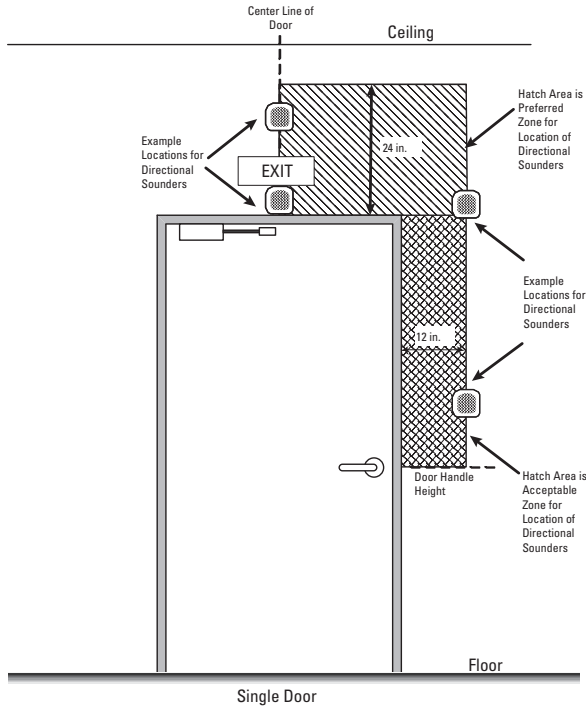 Center Line of
Door
Ceiling
Hatch Area is
Preferred
Zone for
Location of
Directional
Sounders
Example
Locations for
Directional
Sounders
24 in.
EXIT
Example
Locations for
Directional
Sounders
12 in.
Door Handle
Height
Hatch Area is
Acceptable
Zone for
Location of
Directional
Sounders
Floor
Single Door